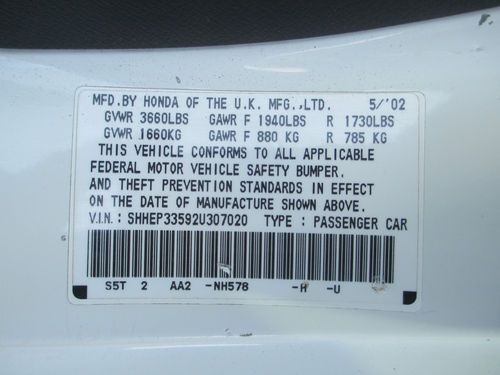 MFD.BY HONDA OF THE U.K. MFG.,LTD. 5/'02
GVWR 3660LBS GAWR F 1940LBS R 1730LBS
GVWR 1660KG GAWR F 880 KG R 785 KG
THIS VEHICLE CONFORMS TO ALL APPLICABLE
FEDERAL MOTOR VEHICLE SAFETY BUMPER,
AND THEFT PREVENTION STANDARDS IN EFFECT
ON THE DATE OF MANUFACTURE SHOWN ABOVE.
V.I.N.: SHHEP33592U307020 TYPE : PASSENGER CAR
S5T 2 AA2 -NH578 -H -U